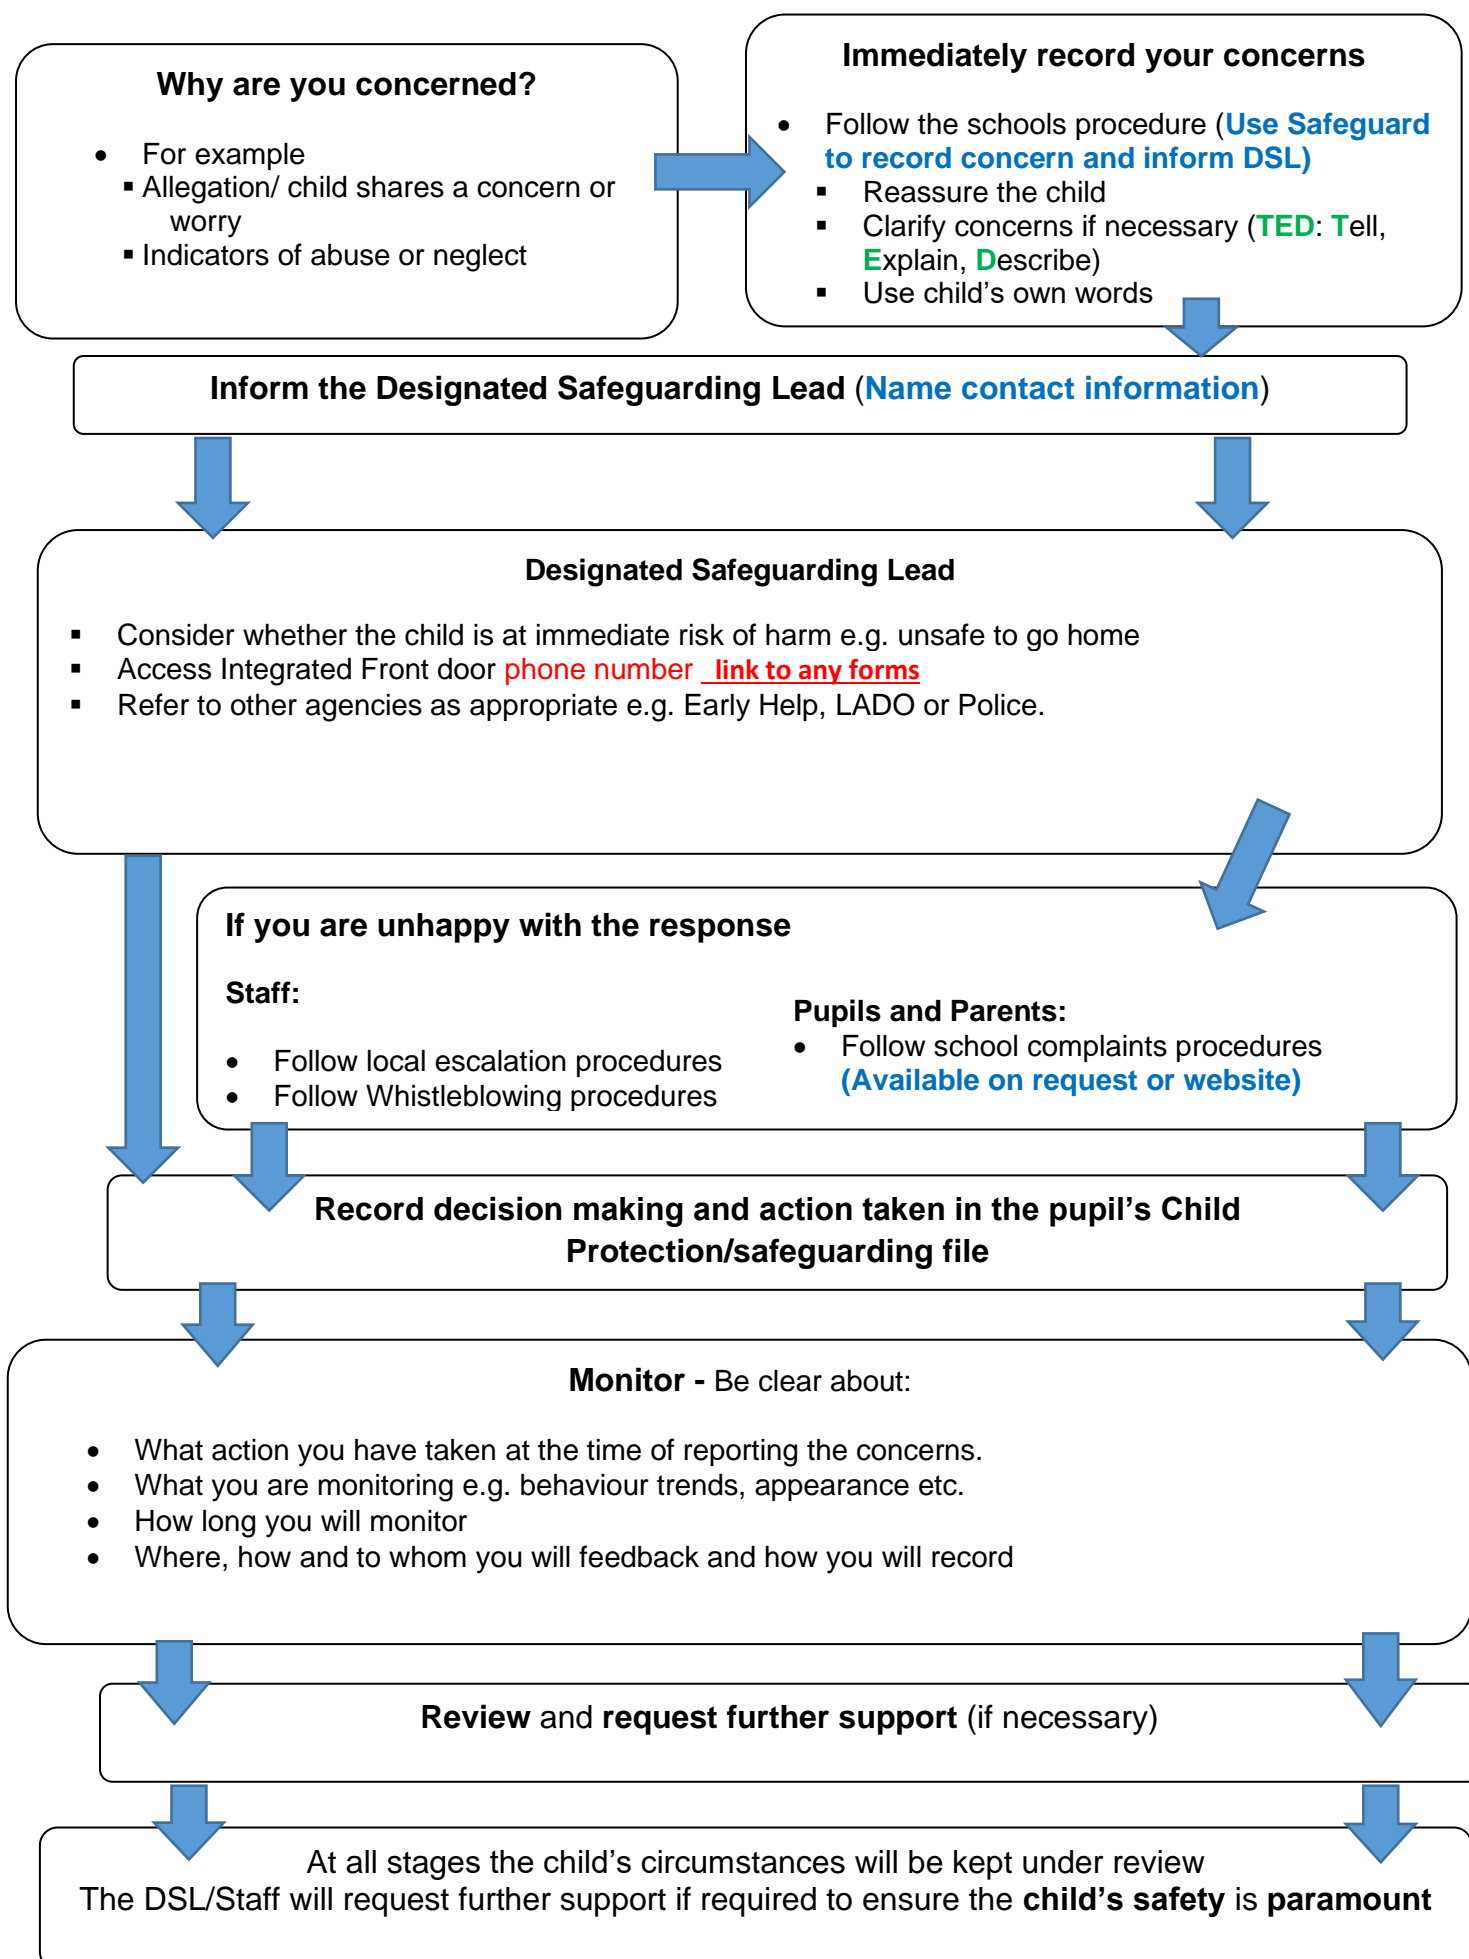 Why are you concerned?
• For example
▪ Allegation/ child shares a concern or
worry
▪ Indicators of abuse or neglect
Immediately record your concerns
• Follow the schools procedure (Use Safeguard
to record concern and inform DSL)
▪ Reassure the child
▪ Clarify concerns if necessary (TED: Tell,
Explain, Describe)
▪ Use child’s own words
Inform the Designated Safeguarding Lead (Name contact information)
Designated Safeguarding Lead
▪ Consider whether the child is at immediate risk of harm e.g. unsafe to go home
▪ Access Integrated Front door phone number link to any forms
▪ Refer to other agencies as appropriate e.g. Early Help, LADO or Police.
If you are unhappy with the response
Staff:
• Follow local escalation procedures
• Follow Whistleblowing procedures
Pupils and Parents:
• Follow school complaints procedures
(Available on request or website)
Record decision making and action taken in the pupil’s Child
Protection/safeguarding file
Monitor - Be clear about:
• What action you have taken at the time of reporting the concerns.
• What you are monitoring e.g. behaviour trends, appearance etc.
• How long you will monitor
• Where, how and to whom you will feedback and how you will record
Review and request further support (if necessary)
At all stages the child’s circumstances will be kept under review
The DSL/Staff will request further support if required to ensure the child’s safety is paramount